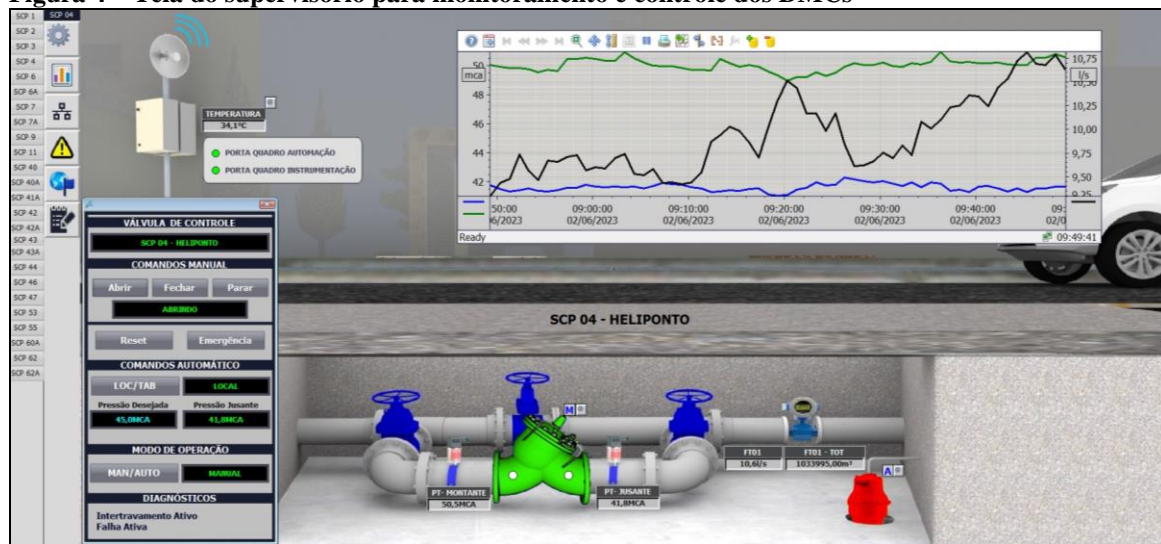 Figura 4 – Tela do supervisório para monitoramento e controle dos DMCs
SCP 1
SCP 2
SCP 3
SCP 4
SCP 6
SCP 6A
SCP 7
SCP 7A
SCP 9
SCP 11
SCP 40
SCP 40A
SCP 41A
SCP 42
SCP 42A
SCP 43
SCP 43A
SCP 44
SCP 46
SCP 47
SCP 53
SCP 55
SCP 60A
SCP 62
SCP 62A
SCP 04
TEMPERATURA
34,1°C
PORTA QUADRO AUTOMAÇÃO
PORTA QUADRO INSTRUMENTAÇÃO
50
mca
48
46
44
42
10,75
l/s
10,50
10,25
10,00
9,75
9,50
9,25
50:00 09:00:00 09:10:00 09:20:00 09:30:00 09:40:00 09:
6/2023 02/06/2023 02/06/2023 02/06/2023 02/06/2023 02/06/2023 02/0
Ready 09:49:41
VÁLVULA DE CONTROLE
SCP 04 - HELIPONTO
COMANDOS MANUAL
Abrir Fechar Parar
ABRINDO
Reset Emergência
COMANDOS AUTOMÁTICO
LOC/TAB LOCAL
Pressão Desejada Pressão Jusante
45,0MCA 41,8MCA
MODO DE OPERAÇÃO
MAN/AUTO MANUAL
DIAGNÓSTICOS
Intertravamento Ativo
Falha Ativa
SCP 04 - HELIPONTO
M
PT- MONTANTE
50,5MCA
PT- JUSANTE
41,8MCA
FT01
10,6l/s
FT01 - TOT
1033995,00m³
A